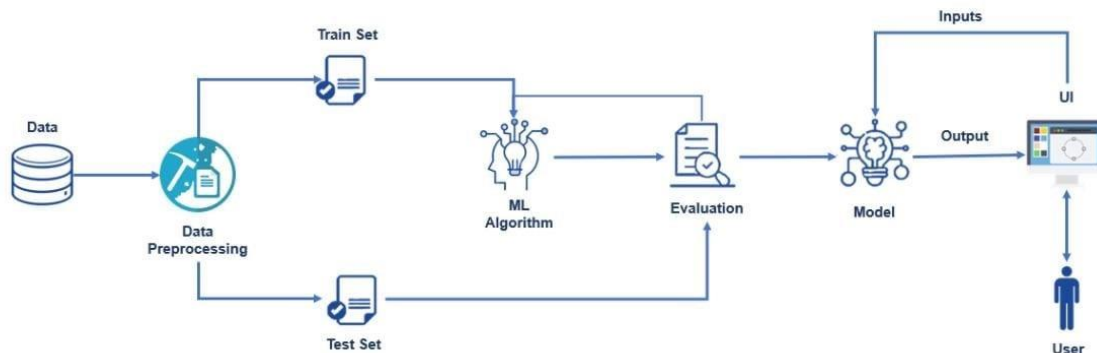 Inputs
Train Set
UI
Data
Output
ML
Algorithm
Evaluation
Model
Data
Preprocessing
Test Set
User